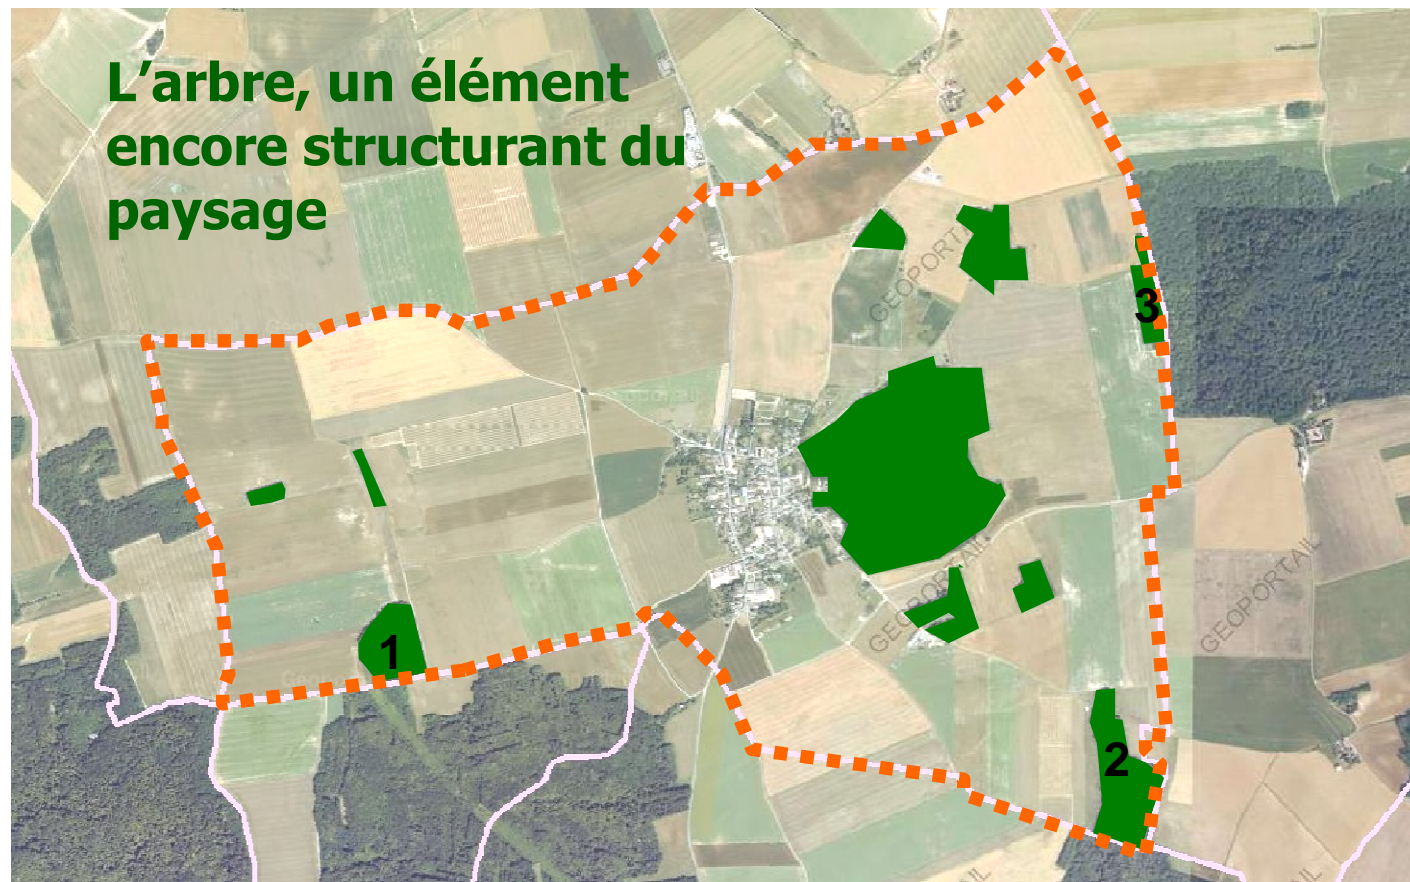 L’arbre, un élément
encore structurant du
paysage
GEOPORTAIL
3
GEOPORTAIL
GEOPORTAIL
1
2